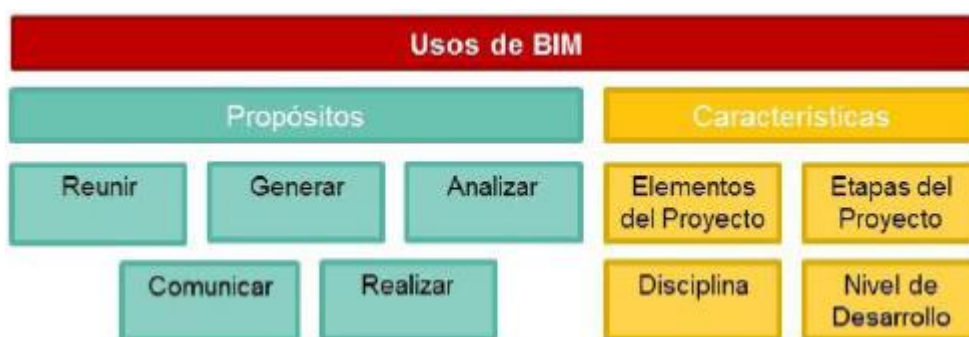 Usos de BIM
Propósitos
Características
Reunir
Generar
Analizar
Comunicar
Realizar
Elementos
del Proyecto
Etapas del
Proyecto
Disciplina
Nivel de
Desarrollo